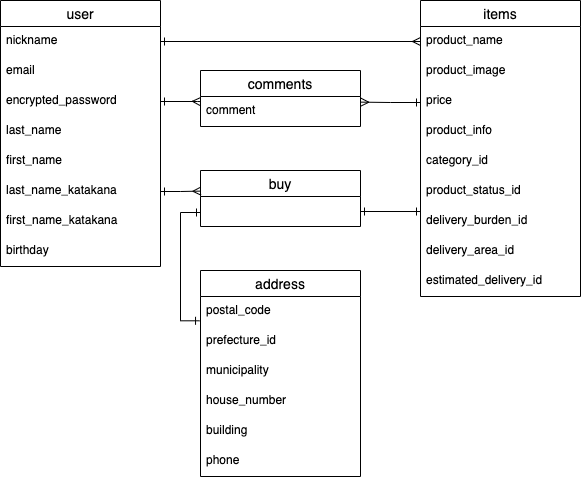 user
nickname
email
encrypted_password
last_name
first_name
last_name_katakana
first_name_katakana
birthday
comments
comment
buy
address
postal_code
prefecture_id
municipality
house_number
building
phone
items
product_name
product_image
price
product_info
category_id
product_status_id
delivery_burden_id
delivery_area_id
estimated_delivery_id